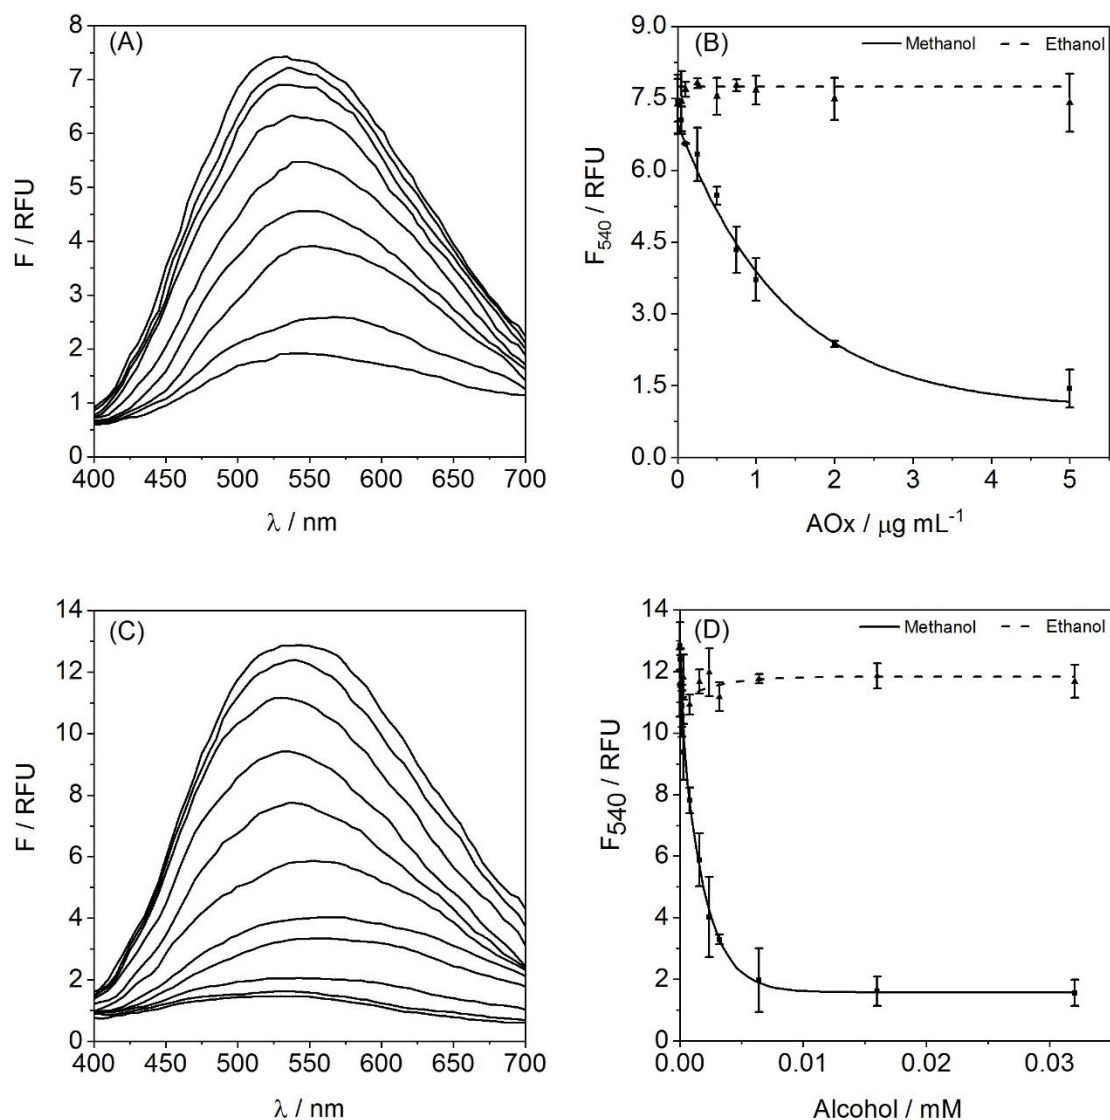 (A)
8
7
6
5
4
3
2
1
0
F / RFU
400 450 500 550 600 650 700
λ / nm
(B)
Methanol Ethanol
9.0
7.5
6.0
4.5
3.0
1.5
0.0
F540 / RFU
0 1 2 3 4 5
AOx / μg mL-1
(C)
14
12
10
8
6
4
2
0
F / RFU
400 450 500 550 600 650 700
λ / nm
(D)
Methanol Ethanol
14
12
10
8
6
4
2
0
F540 / RFU
0.00 0.01 0.02 0.03
Alcohol / mM